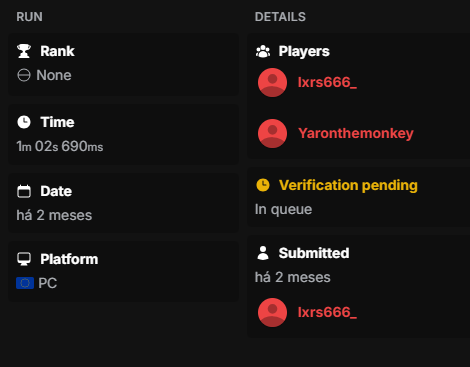 RUN
Rank
None
Time
1m 02s 690ms
Date
há 2 meses
Platform
PC
DETAILS
Players
lxrs666_
Yaronthemonkey
Verification pending
In queue
Submitted
há 2 meses
lxrs666_